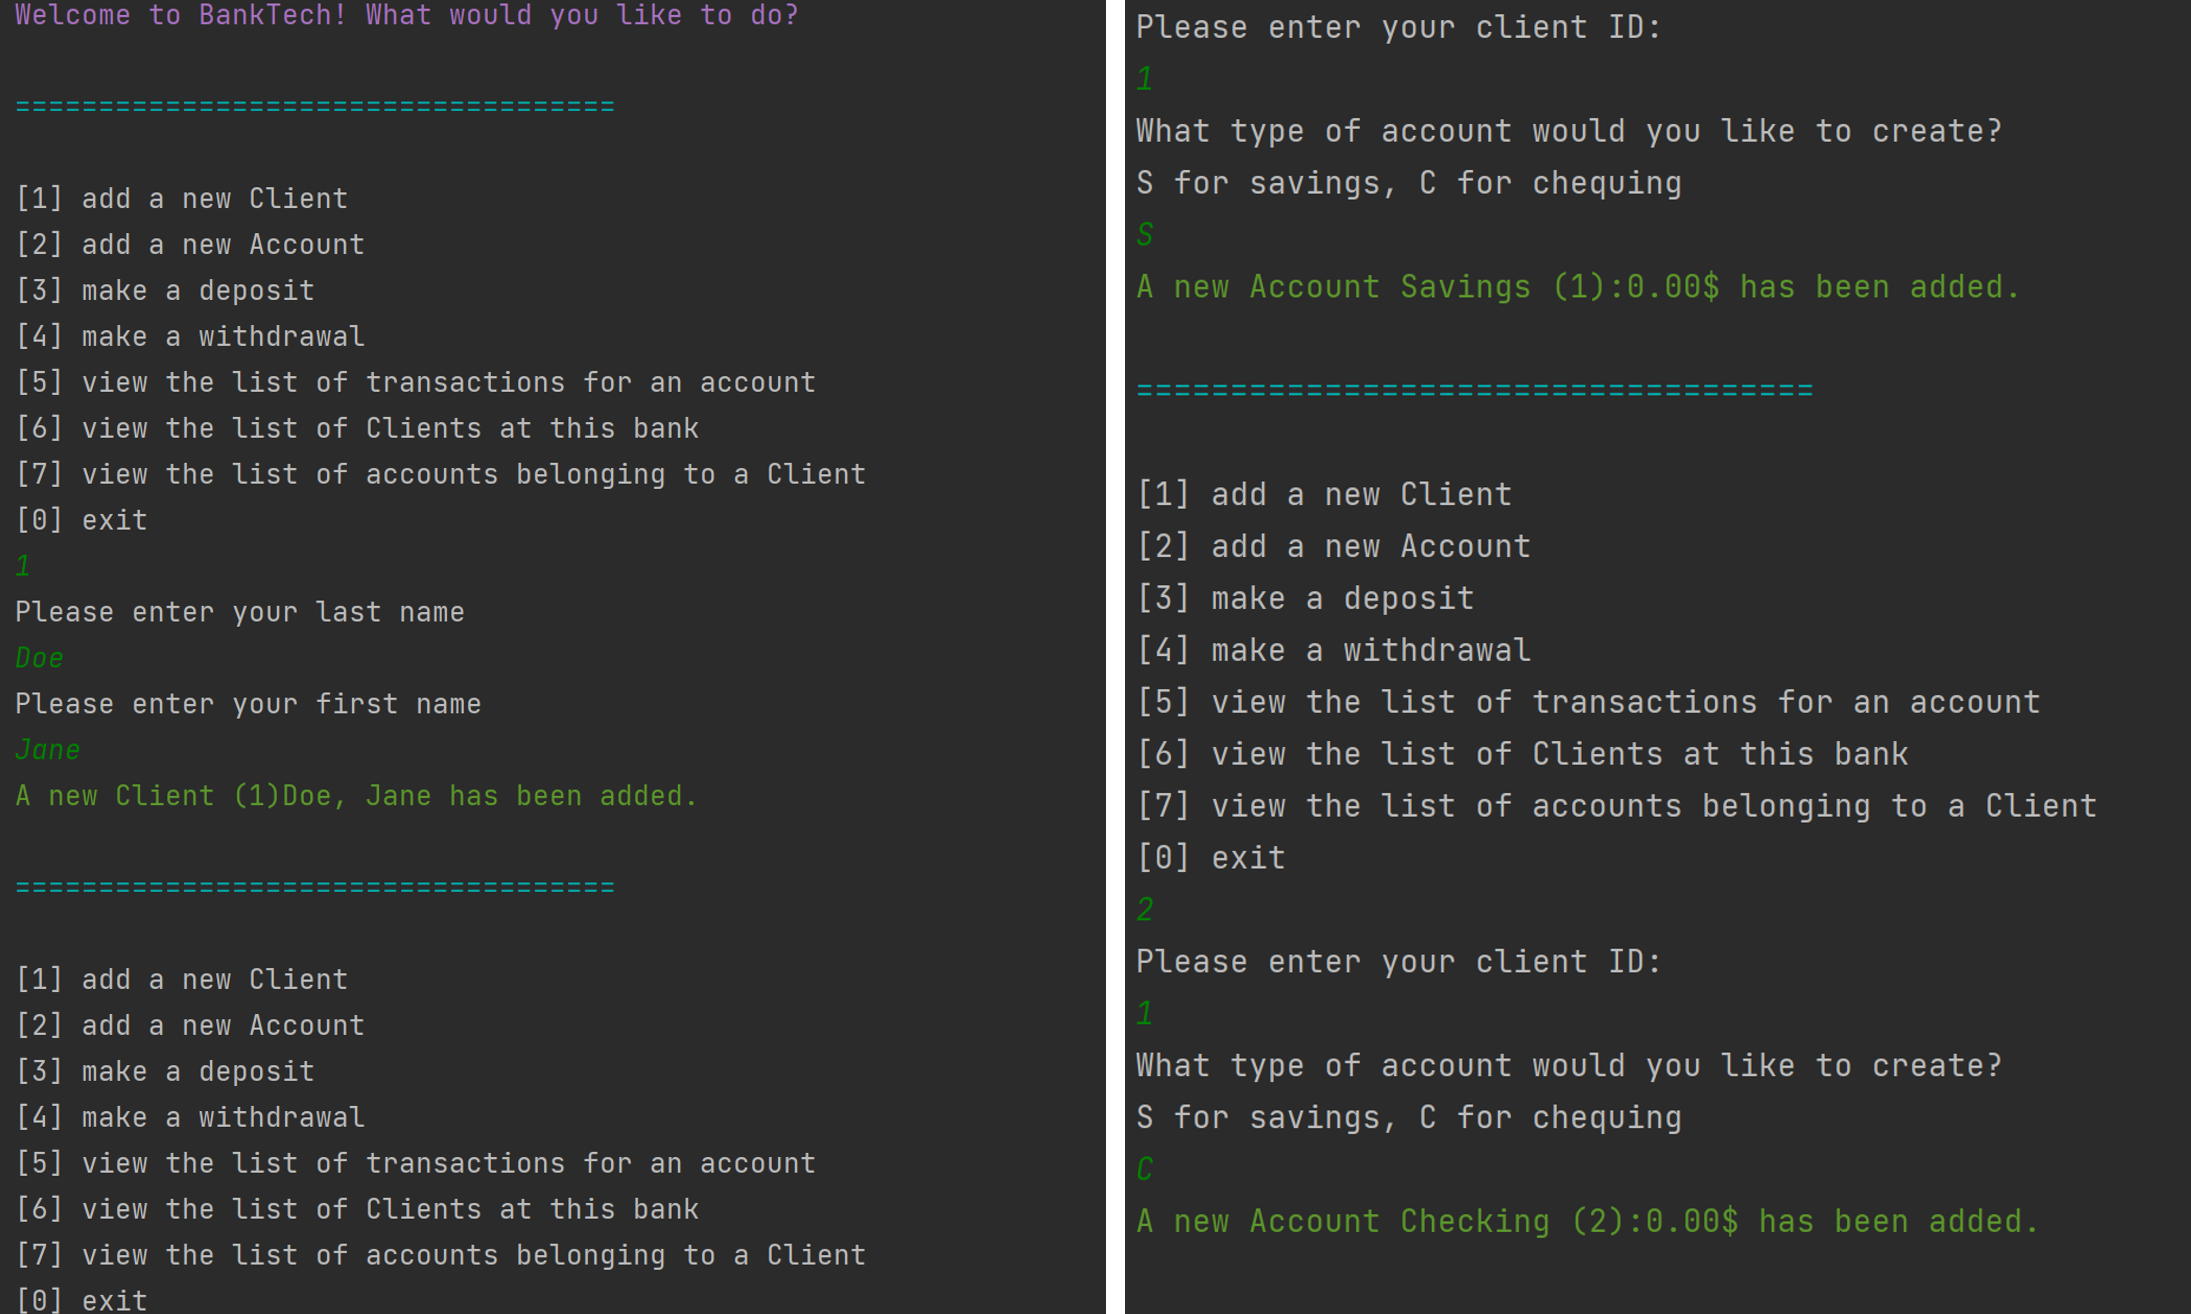 Welcome to BankTech! What would you like to do?
====================================
[1] add a new Client
[2] add a new Account
[3] make a deposit
[4] make a withdrawal
[5] view the list of transactions for an account
[6] view the list of Clients at this bank
[7] view the list of accounts belonging to a Client
[0] exit
1
Please enter your last name
Doe
Please enter your first name
Jane
A new Client (1)Doe, Jane has been added.
====================================
[1] add a new Client
[2] add a new Account
[3] make a deposit
[4] make a withdrawal
[5] view the list of transactions for an account
[6] view the list of Clients at this bank
[7] view the list of accounts belonging to a Client
[0] exit
Please enter your client ID:
1
What type of account would you like to create?
S for savings, C for chequing
S
A new Account Savings (1):0.00$ has been added.
====================================
[1] add a new Client
[2] add a new Account
[3] make a deposit
[4] make a withdrawal
[5] view the list of transactions for an account
[6] view the list of Clients at this bank
[7] view the list of accounts belonging to a Client
[0] exit
2
Please enter your client ID:
1
What type of account would you like to create?
S for savings, C for chequing
C
A new Account Checking (2):0.00$ has been added.